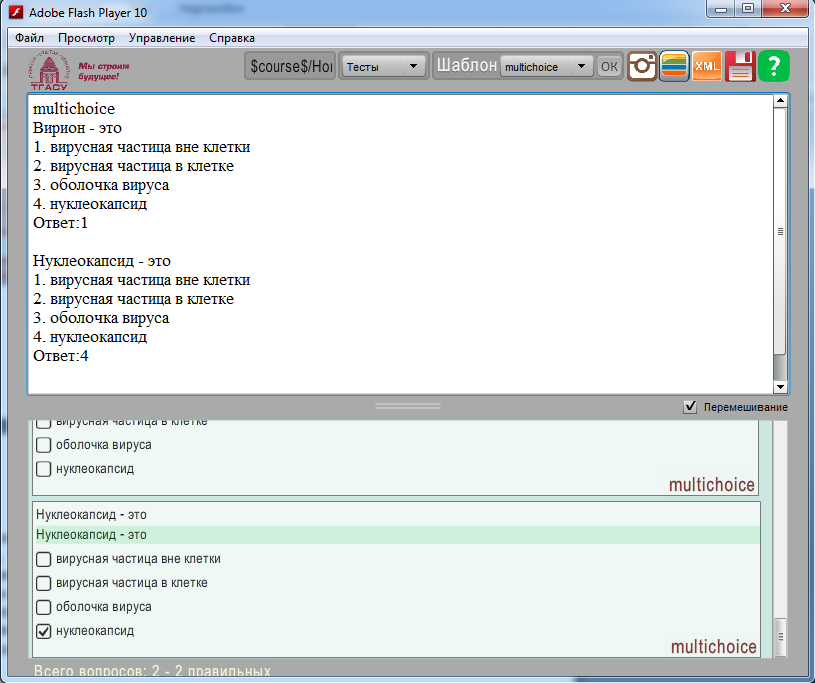 Adobe Flash Player 10
Файл Просмотр Управление Справка
ТГАСУ
Мы строим
будущее!
$course$/Hor
Тесты
Шаблон
multichoice
OK
XML
?
multichoice
Вирион - это
1. вирусная частица вне клетки
2. вирусная частица в клетке
3. оболочка вируса
4. нуклеокапсид
Ответ:1
Нуклеокапсид - это
1. вирусная частица вне клетки
2. вирусная частица в клетке
3. оболочка вируса
4. нуклеокапсид
Ответ:4
Перемешивание
вирусная частица в клетке
оболочка вируса
нуклеокапсид
multichoice
Нуклеокапсид - это
Нуклеокапсид - это
вирусная частица вне клетки
вирусная частица в клетке
оболочка вируса
нуклеокапсид
multichoice
Всего вопросов: 2 - 2 правильных